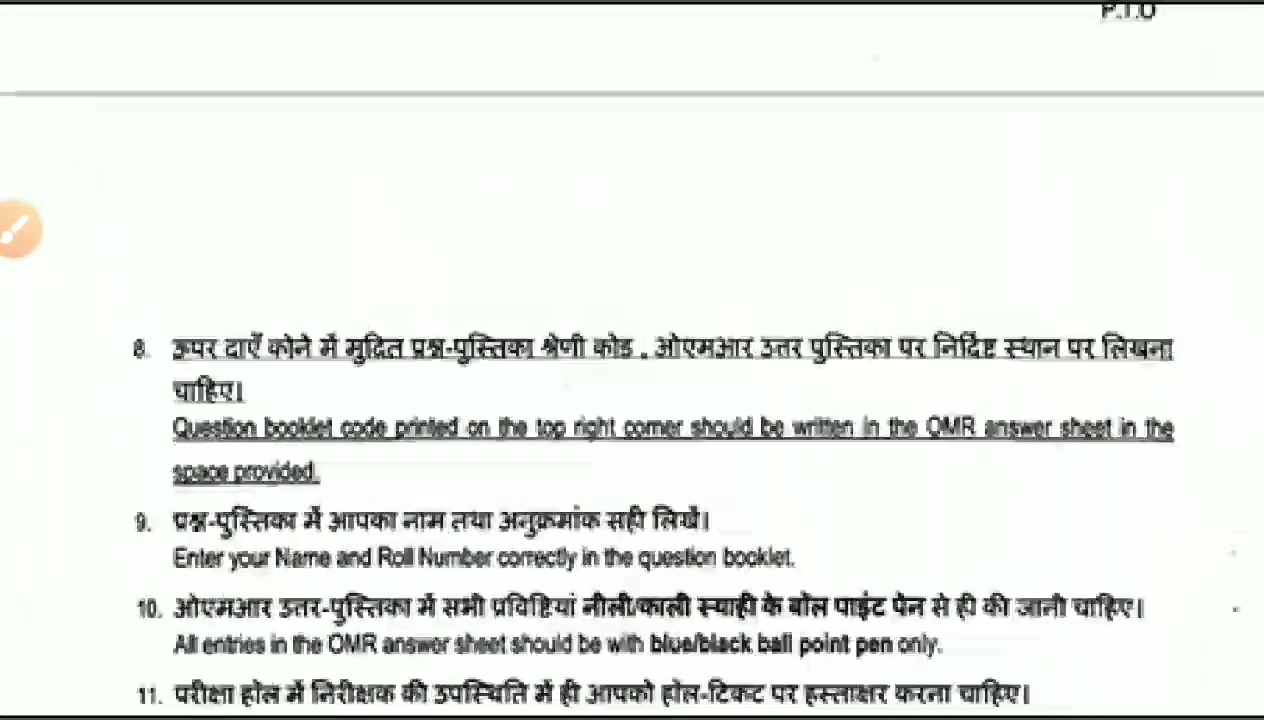 P.T.O
8. ऊपर दाएँ कोने में मुद्रित प्रश्न-पुस्तिका श्रेणी कोड , ओएमआर उत्तर पुस्तिका पर निर्दिष्ट स्थान पर लिखना
चाहिए।
Question booklet code printed on the top right corner should be written in the OMR answer sheet in the
space provided.
9. प्रश्न-पुस्तिका में आपका नाम तथा अनुक्रमांक सही लिखें।
Enter your Name and Roll Number correctly in the question booklet.
10. ओएमआर उत्तर-पुस्तिका में सभी प्रविष्टियां नीली/काली स्याही के बोल पाइंट पेन से ही की जानी चाहिए।
All entries in the OMR answer sheet should be with blue/black ball point pen only.
11. परीक्षा होल में निरीक्षक की उपस्थिति में ही आपको होल-टिकट पर हस्ताक्षर करना चाहिए।